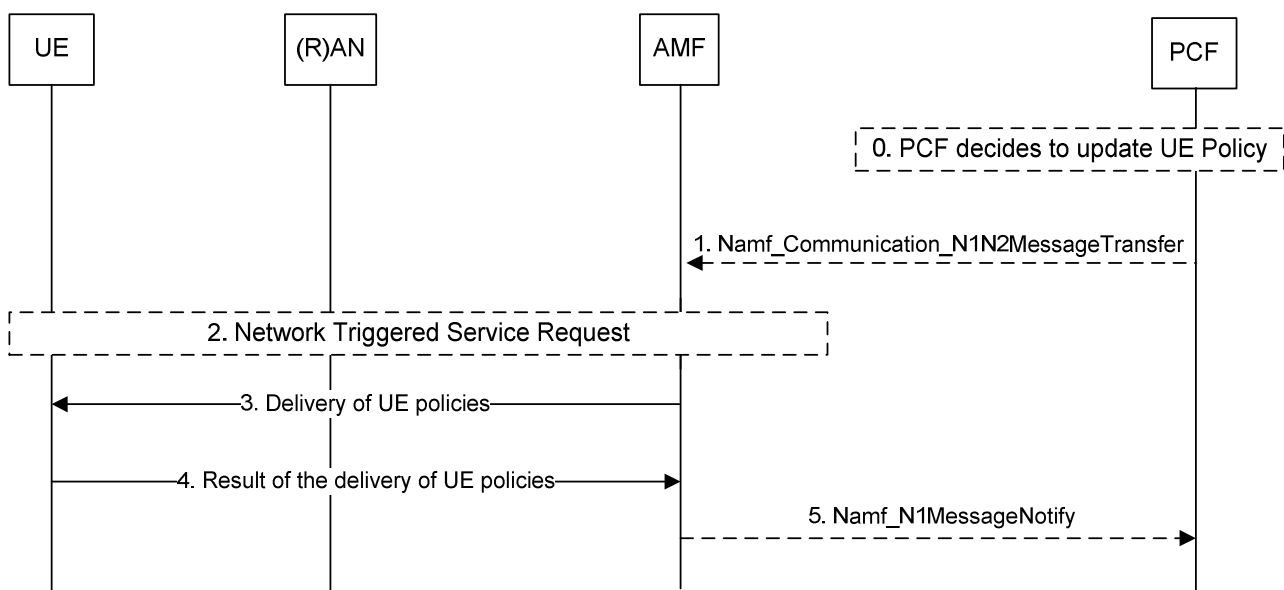 UE
(R)AN
AMF
PCF
0. PCF decides to update UE Policy
1. Namf_Communication_N1N2MessageTransfer
2. Network Triggered Service Request
3. Delivery of UE policies
4. Result of the delivery of UE policies
5. Namf_N1MessageNotify